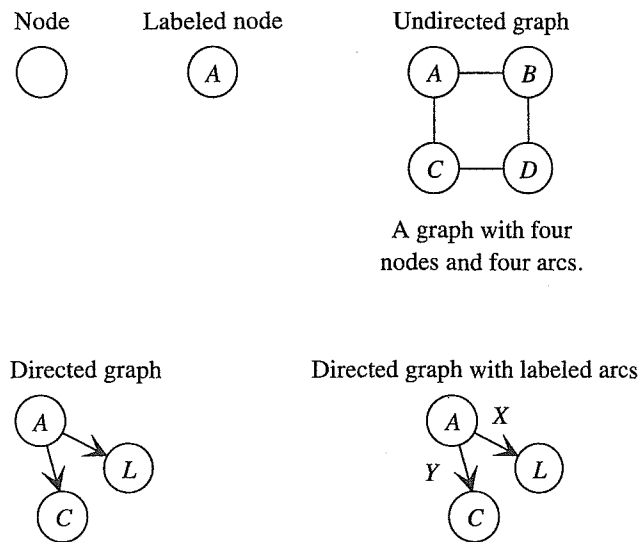 Node
Labeled node
Undirected graph
A
A
B
C
D
A graph with four
nodes and four arcs.
Directed graph
Directed graph with labeled arcs
A
L
C
A
X
L
Y
C